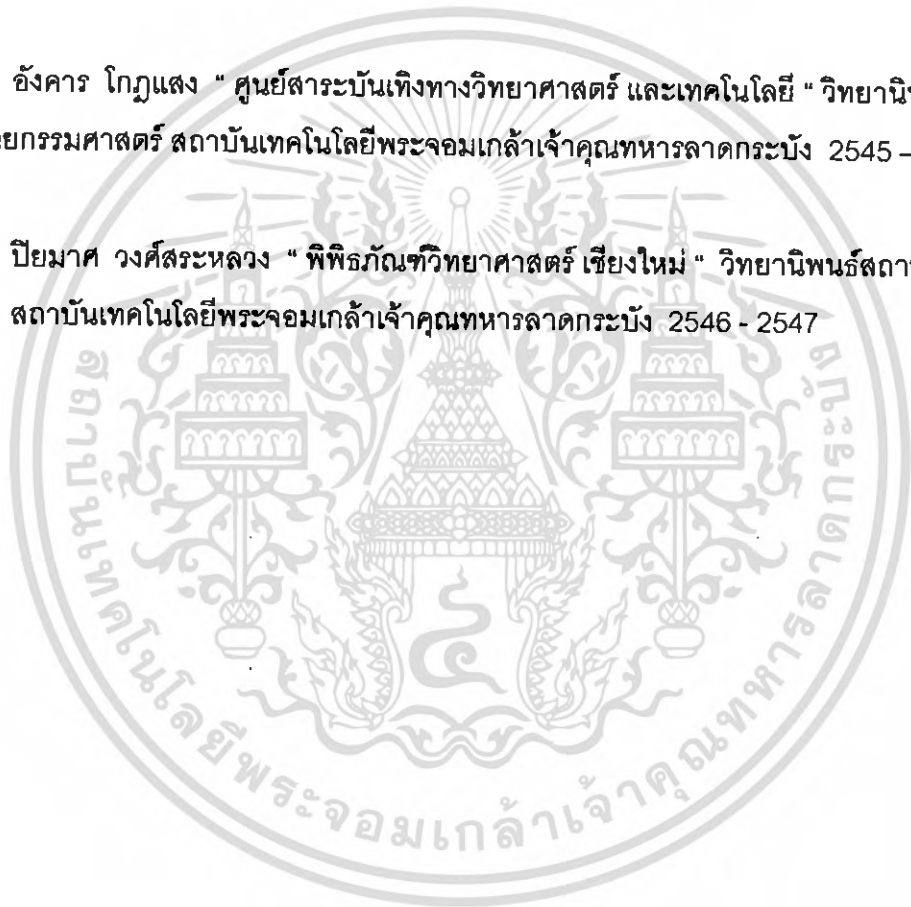 อังคาร โกฎแสง " ศูนย์สาระบันเทิงทางวิทยาศาสตร์ และเทคโนโลยี " วิทยานิ
ยกรรมศาสตร์ สถาบันเทคโนโลยีพระจอมเกล้าเจ้าคุณทหารลาดกระบัง 2545 –
ปิยมาศ วงศ์สระหลวง " พิพิธภัณฑ์วิทยาศาสตร์ เชียงใหม่ " วิทยานิพนธ์สถา
สถาบันเทคโนโลยีพระจอมเกล้าเจ้าคุณทหารลาดกระบัง 2546 - 2547
สถาบันเทคโนโลยีพระจอมเกล้าเจ้าคุณทหารลาดกระบัง